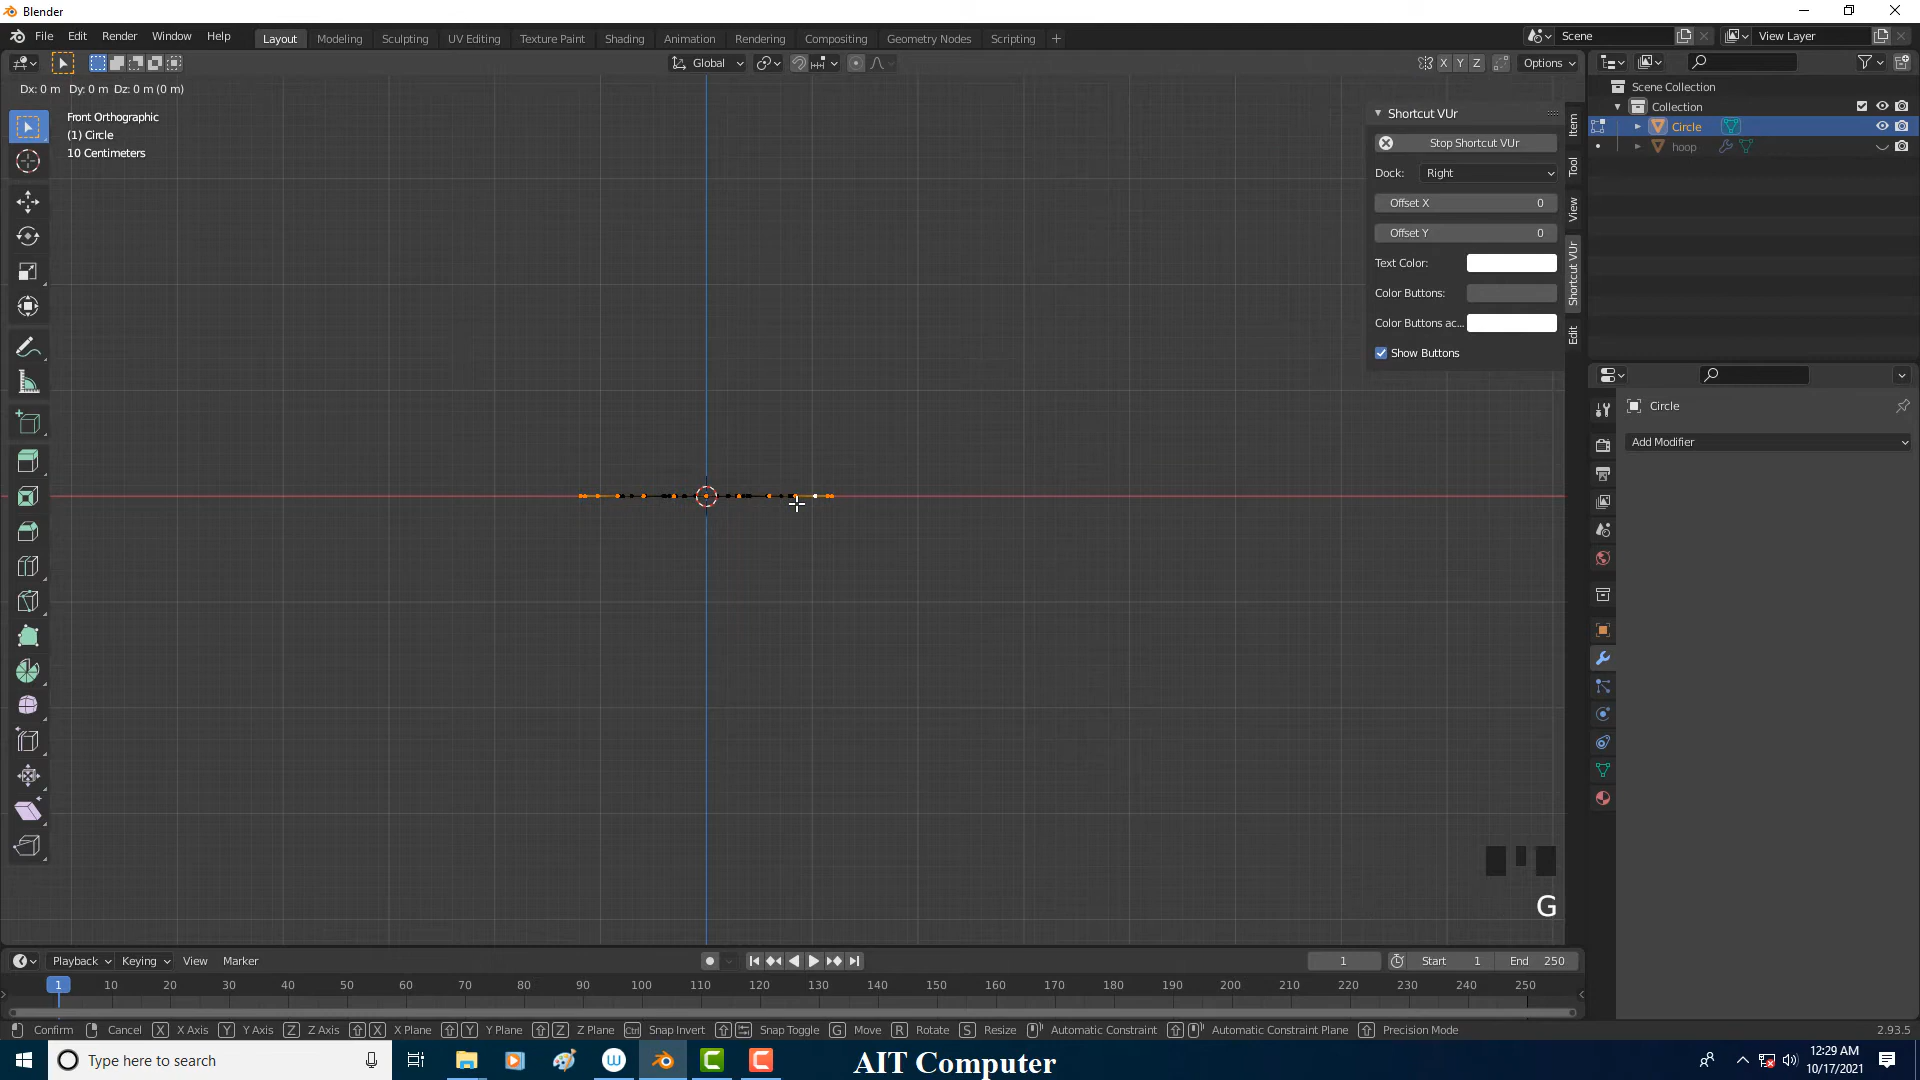 Blender
File Edit Render Window Help
Layout Modeling Sculpting UV Editing Texture Paint Shading Animation Rendering Compositing Geometry Nodes Scripting +
Scene
View Layer
Global
X Y Z
Options
Dx: 0 m Dy: 0 m Dz: 0 m (0 m)
Front Orthographic
(1) Circle
10 Centimeters
Shortcut VUr
Stop Shortcut VUr
Dock: Right
Offset X 0
Offset Y 0
Text Color:
Color Buttons:
Color Buttons ac...
Show Buttons
Item
Tool
View
Shortcut VUr
Edit
Scene Collection
Collection
Circle
hoop
Circle
Add Modifier
G
Playback Keying View Marker
1
Start 1
End 250
1 10 20 30 40 50 60 70 80 90 100 110 120 130 140 150 160 170 180 190 200 210 220 230 240 250
Confirm Cancel X X Axis Y Y Axis Z Z Axis X X Plane Y Y Plane Z Z Plane Ctrl Snap Invert Snap Toggle G Move R Rotate S Resize Automatic Constraint Automatic Constraint Plane Precision Mode
2.93.5
Type here to search
AIT Computer
12:29 AM
10/17/2021